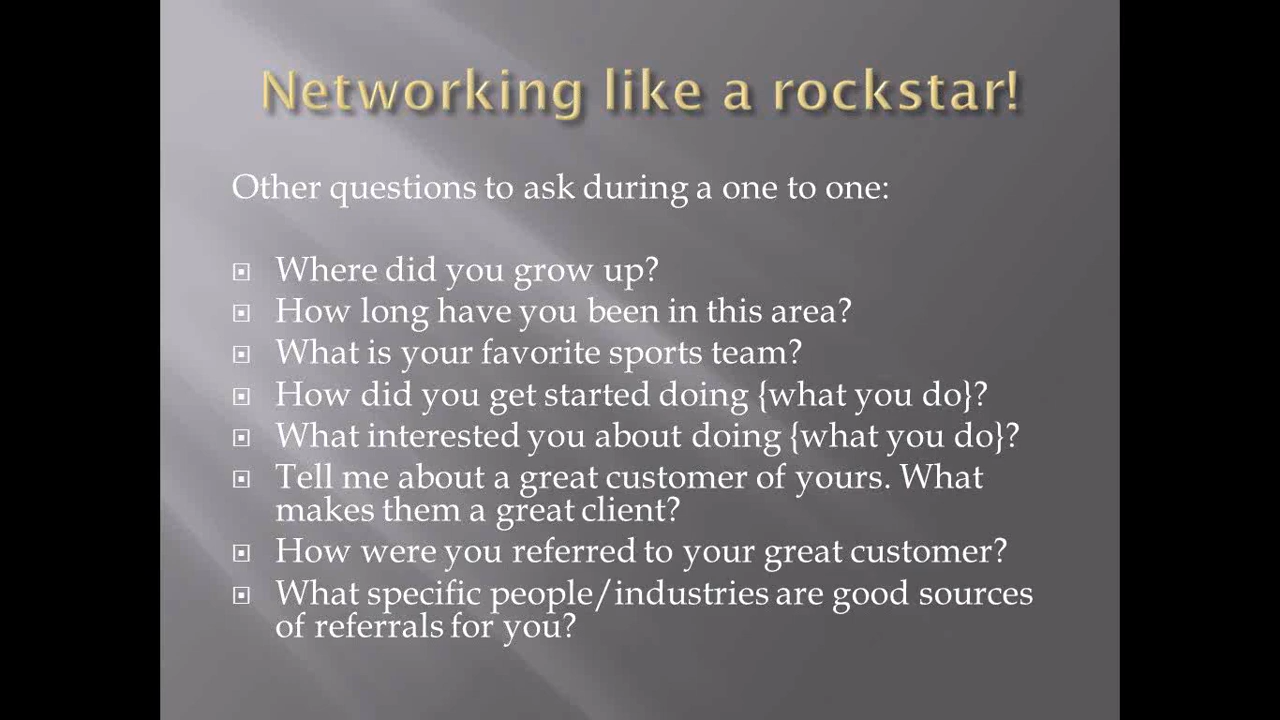 Networking like a rockstar!
Other questions to ask during a one to one:
Where did you grow up?
How long have you been in this area?
What is your favorite sports team?
How did you get started doing {what you do}?
What interested you about doing {what you do}?
Tell me about a great customer of yours. What
makes them a great client?
How were you referred to your great customer?
What specific people/industries are good sources
of referrals for you?